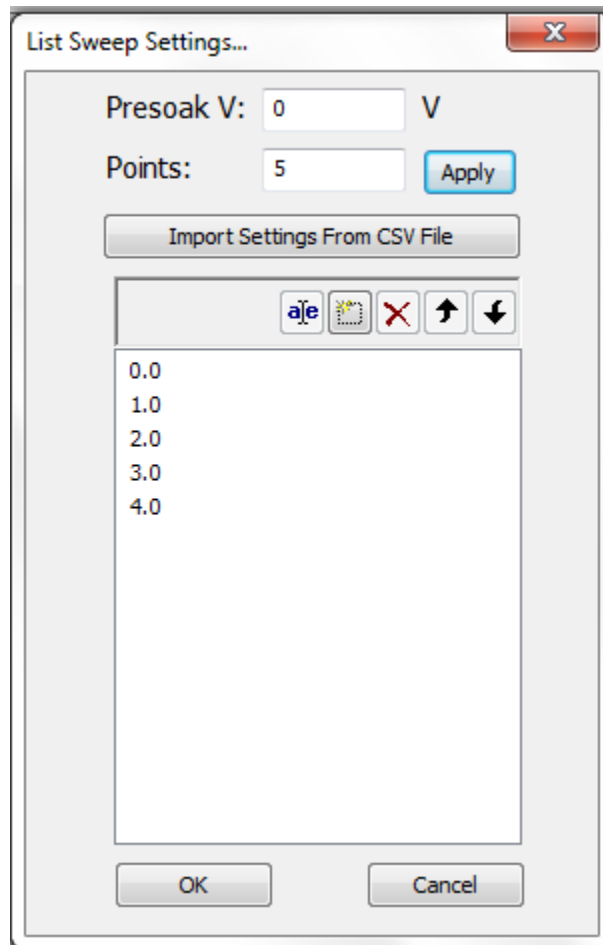 List Sweep Settings...
Presoak V: 0 V
Points: 5 Apply
Import Settings From CSV File
a|e
0.0
1.0
2.0
3.0
4.0
OK Cancel